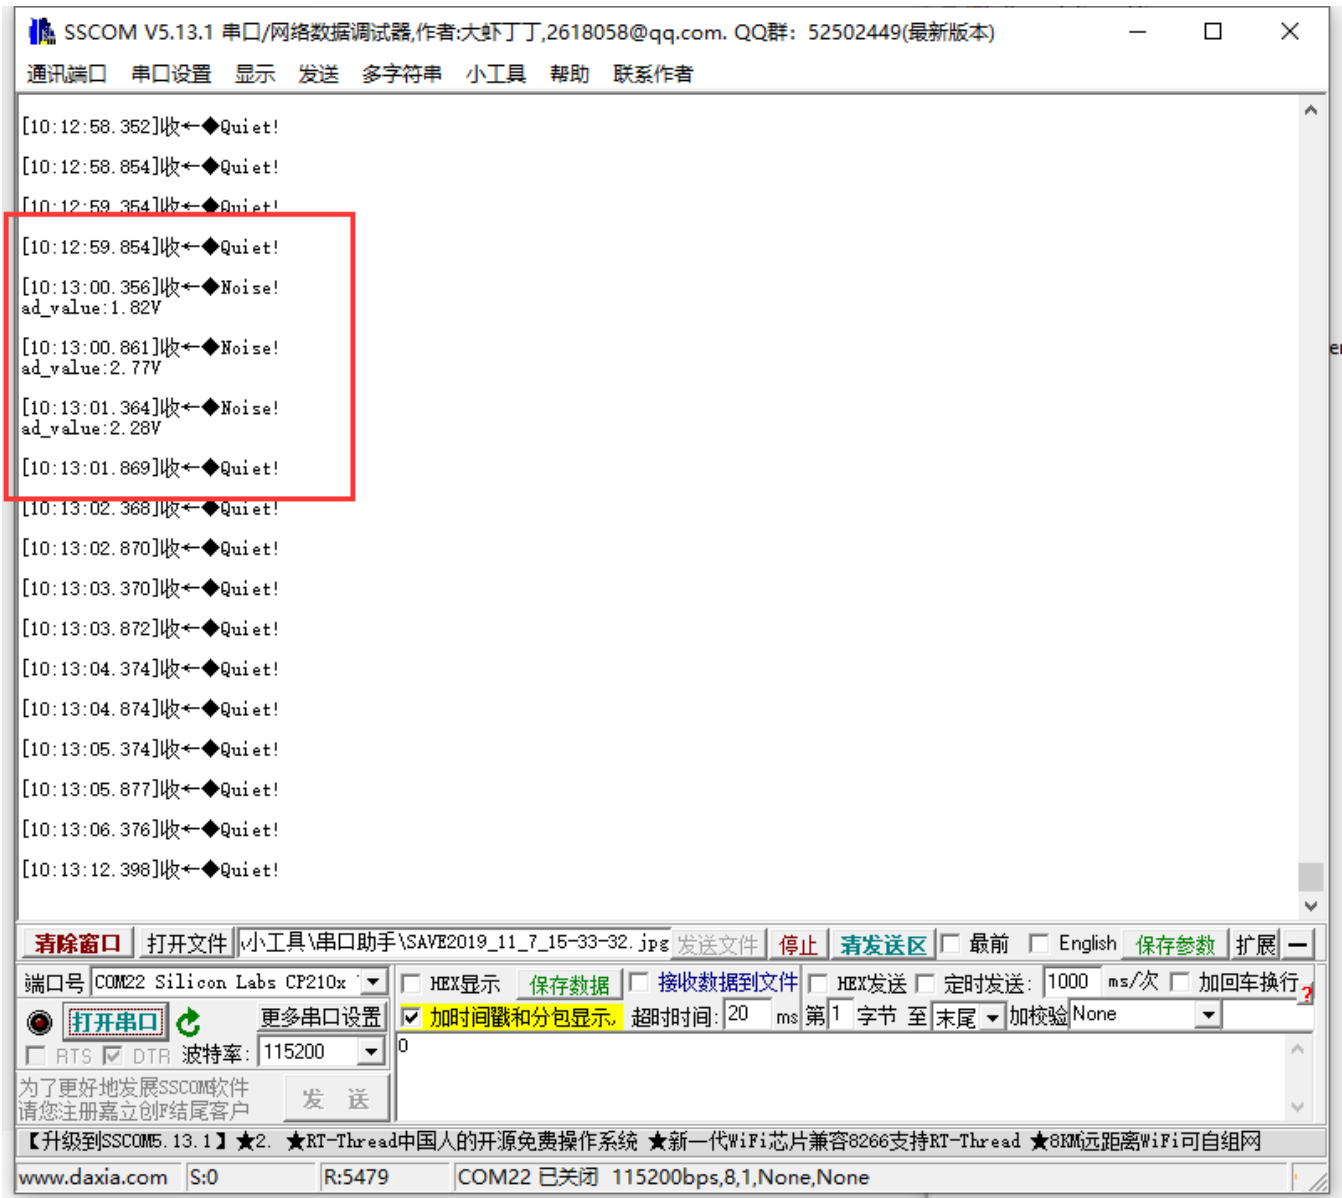 SSCOM V5.13.1 串口/网络数据调试器,作者:大虾丁丁,2618058@qq.com. QQ群: 52502449(最新版本)
通讯端口 串口设置 显示 发送 多字符串 小工具 帮助 联系作者
[10:12:58.352]收←◆Quiet!
[10:12:58.854]收←◆Quiet!
[10:12:59.354]收←◆Quiet!
[10:12:59.854]收←◆Quiet!
[10:13:00.356]收←◆Noise!
ad_value:1.82V
[10:13:00.861]收←◆Noise!
ad_value:2.77V
[10:13:01.364]收←◆Noise!
ad_value:2.28V
[10:13:01.869]收←◆Quiet!
[10:13:02.368]收←◆Quiet!
[10:13:02.870]收←◆Quiet!
[10:13:03.370]收←◆Quiet!
[10:13:03.872]收←◆Quiet!
[10:13:04.374]收←◆Quiet!
[10:13:04.874]收←◆Quiet!
[10:13:05.374]收←◆Quiet!
[10:13:05.877]收←◆Quiet!
[10:13:06.376]收←◆Quiet!
[10:13:12.398]收←◆Quiet!
清除窗口 打开文件 小工具\串口助手\SAVE2019_11_7_15-33-32.jpg 发送文件 停止 清发送区 最前 English 保存参数 扩展 —
端口号 COM22 Silicon Labs CP210x HEX显示 保存数据 接收数据到文件 HEX发送 定时发送: 1000 ms/次 加回车换行 ?
打开串口 更多串口设置 加时间戳和分包显示, 超时时间: 20 ms 第 1 字节 至 末尾 加校验 None
RTS DTR 波特率: 115200 0
为了更好地发展SSCOM软件
请您注册嘉立创F结尾客户
发 送
【升级到SSCOM5.13.1】★2. ★RT-Thread中国人的开源免费操作系统 ★新一代WiFi芯片兼容8266支持RT-Thread ★8KM远距离WiFi可自组网
www.daxia.com S:0 R:5479 COM22 已关闭 115200bps,8,1,None,None